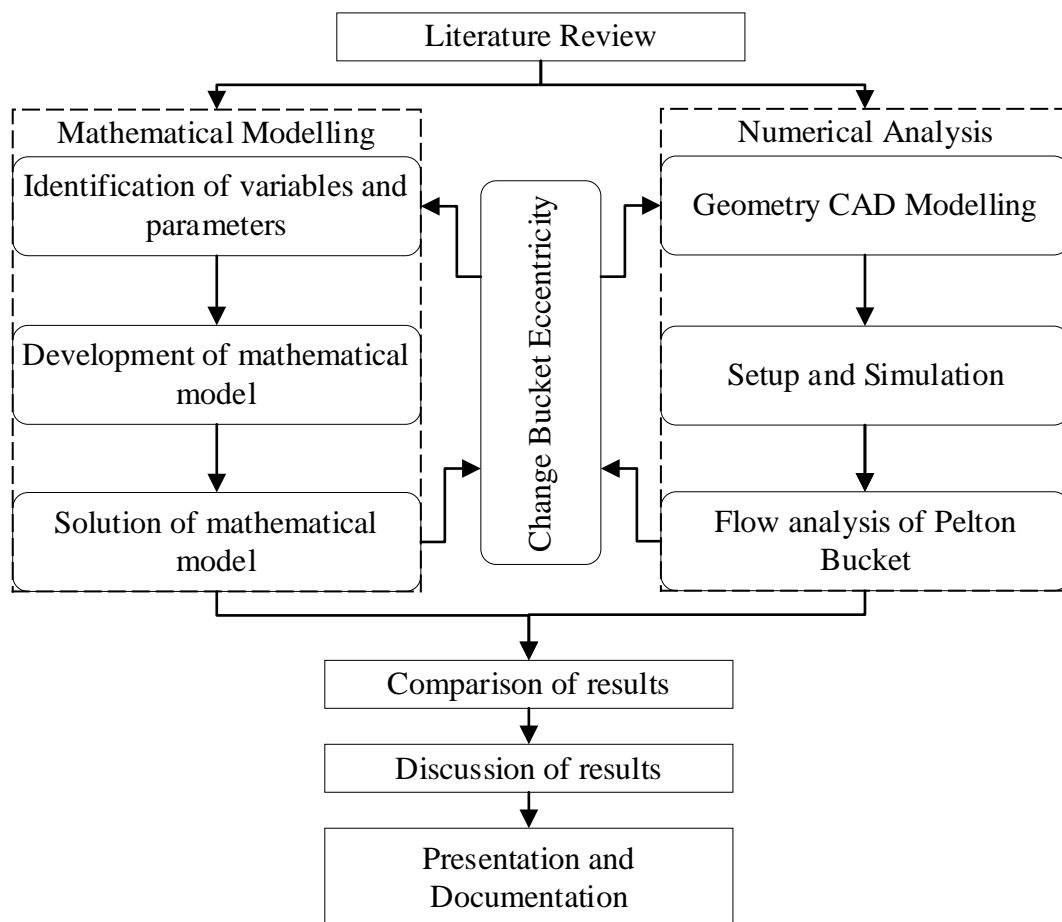 Literature Review
Mathematical Modelling
Identification of variables and
parameters
Development of mathematical
model
Solution of mathematical
model
Change Bucket Eccentricity
Numerical Analysis
Geometry CAD Modelling
Setup and Simulation
Flow analysis of Pelton
Bucket
Comparison of results
Discussion of results
Presentation and
Documentation